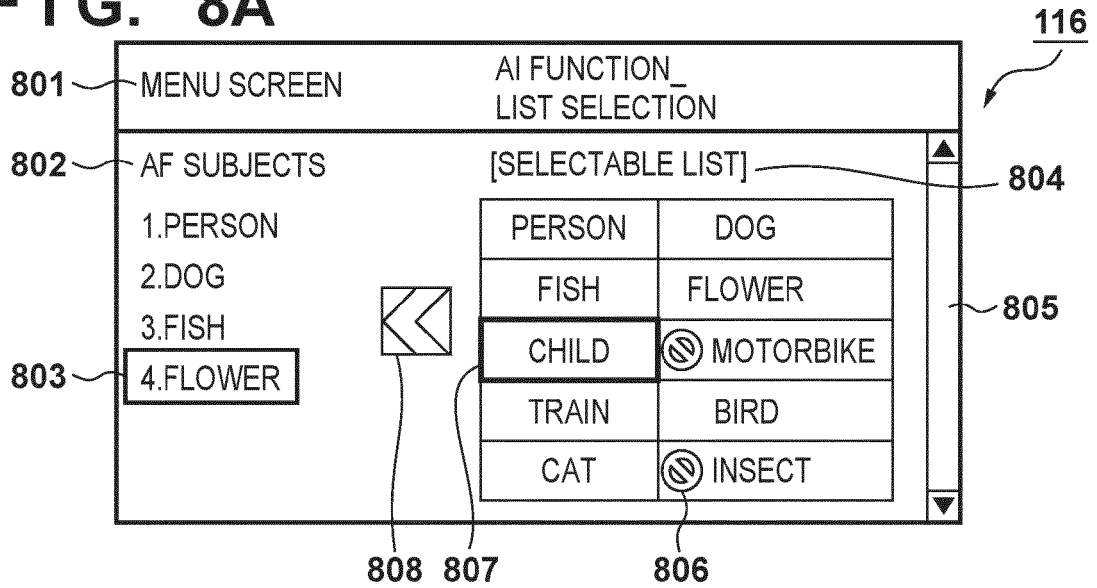 FIG. 8A
116
801 MENU SCREEN AI FUNCTION_
LIST SELECTION
802 AF SUBJECTS [SELECTABLE LIST] 804
1.PERSON PERSON DOG
2.DOG FISH FLOWER
805
3.FISH CHILD MOTORBIKE
803 4.FLOWER
TRAIN BIRD
CAT INSECT
808 807 806